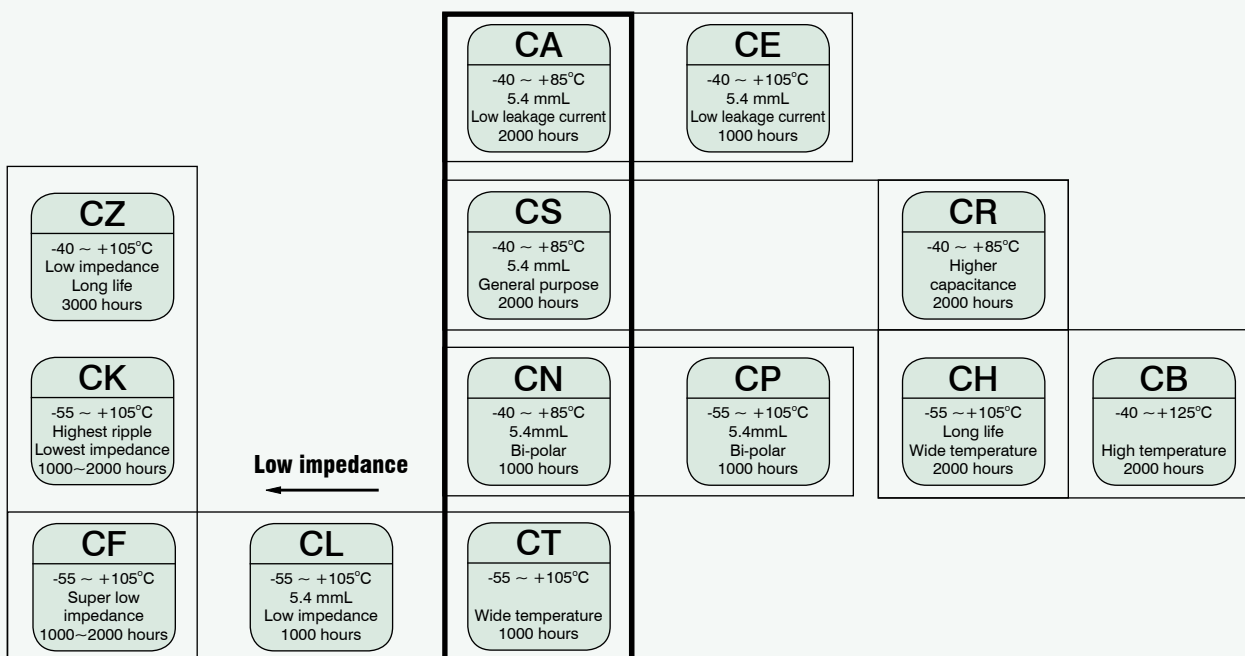 CA
-40 ~ +85°C
5.4 mmL
Low leakage current
2000 hours
CE
-40 ~ +105°C
5.4 mmL
Low leakage current
1000 hours
CZ
-40 ~ +105°C
Low impedance
Long life
3000 hours
CS
-40 ~ +85°C
5.4 mmL
General purpose
2000 hours
CR
-40 ~ +85°C
Higher
capacitance
2000 hours
CK
-55 ~ +105°C
Highest ripple
Lowest impedance
1000~2000 hours
Low impedance
CN
-40 ~ +85°C
5.4mmL
Bi-polar
1000 hours
CP
-55 ~ +105°C
5.4mmL
Bi-polar
1000 hours
CH
-55 ~+105°C
Long life
Wide temperature
2000 hours
CB
-40 ~+125°C
High temperature
2000 hours
CF
-55 ~ +105°C
Super low
impedance
1000~2000 hours
CL
-55 ~ +105°C
5.4 mmL
Low impedance
1000 hours
CT
-55 ~ +105°C
Wide temperature
1000 hours